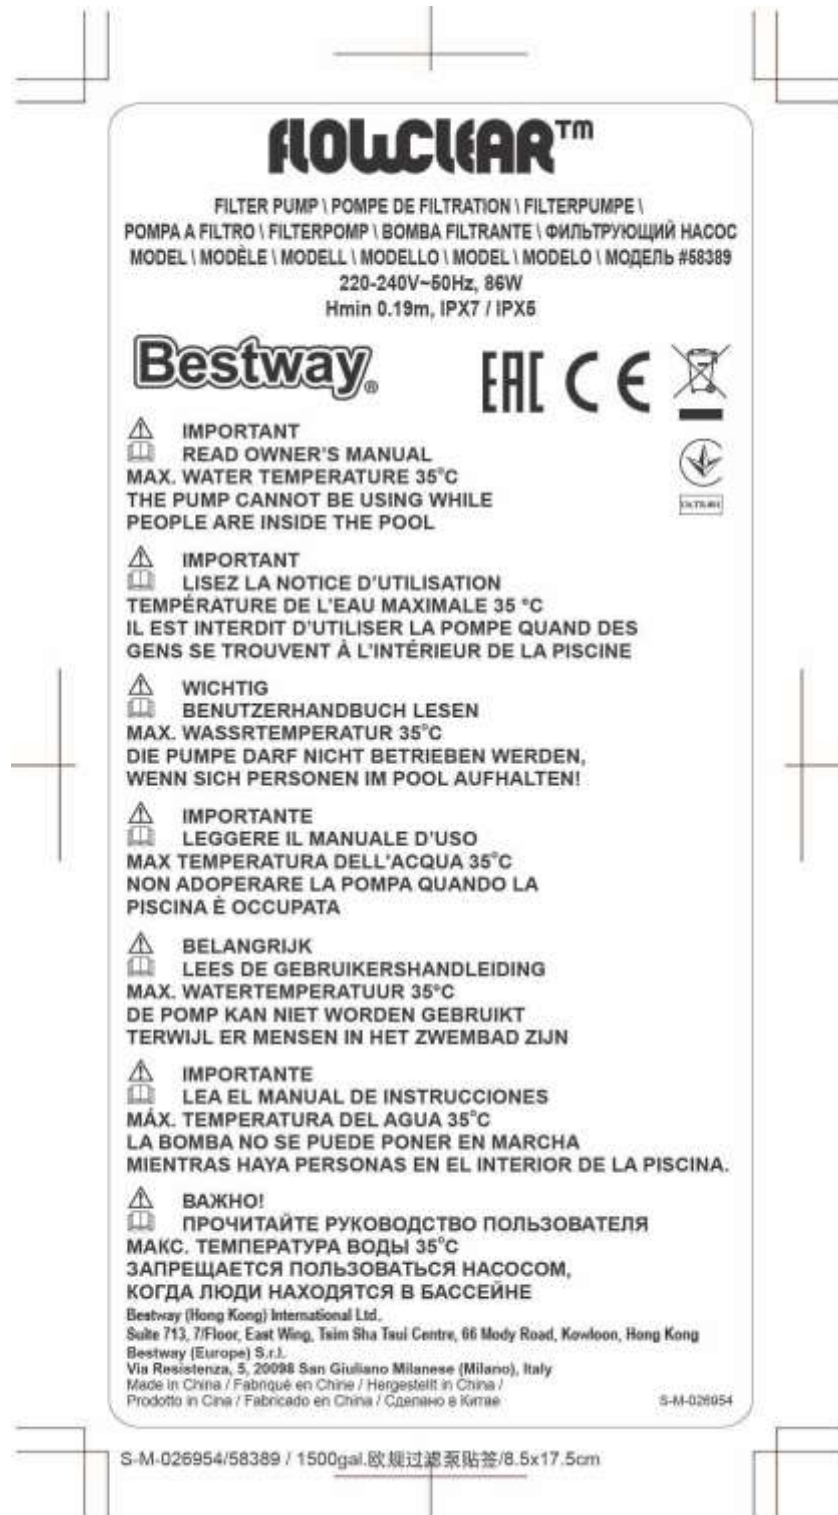 FLOWCLEAR™
FILTER PUMP \ POMPE DE FILTRATION \ FILTERPUMPE \
POMPA A FILTRO \ FILTERPOMP \ BOMBA FILTRANTE \ ФИЛЬТРУЮЩИЙ НАСОС
MODEL \ MODÈLE \ MODELL \ MODELLO \ MODEL \ MODELO \ МОДЕЛЬ #58389
220-240V~50Hz, 86W
Hmin 0.19m, IPX7 / IPX5
Bestway®
EAC CE
IMPORTANT
READ OWNER'S MANUAL
MAX. WATER TEMPERATURE 35°C
THE PUMP CANNOT BE USING WHILE
PEOPLE ARE INSIDE THE POOL
IMPORTANT
LISEZ LA NOTICE D'UTILISATION
TEMPÉRATURE DE L'EAU MAXIMALE 35 °C
IL EST INTERDIT D'UTILISER LA POMPE QUAND DES
GENS SE TROUVENT À L'INTÉRIEUR DE LA PISCINE
WICHTIG
BENUTZERHANDBUCH LESEN
MAX. WASSRTEMPERATUR 35°C
DIE PUMPE DARF NICHT BETRIEBEN WERDEN,
WENN SICH PERSONEN IM POOL AUFHALTEN!
IMPORTANTE
LEGGERE IL MANUALE D'USO
MAX TEMPERATURA DELL'ACQUA 35°C
NON ADOPERARE LA POMPA QUANDO LA
PISCINA È OCCUPATA
BELANGRIJK
LEES DE GEBRUIKERSHANDLEIDING
MAX. WATERTEMPERATUUR 35°C
DE POMP KAN NIET WORDEN GEBRUIKT
TERWIJL ER MENSEN IN HET ZWEMBAD ZIJN
IMPORTANTE
LEA EL MANUAL DE INSTRUCCIONES
MÁX. TEMPERATURA DEL AGUA 35°C
LA BOMBA NO SE PUEDE PONER EN MARCHA
MIENTRAS HAYA PERSONAS EN EL INTERIOR DE LA PISCINA.
ВАЖНО!
ПРОЧИТАЙТЕ РУКОВОДСТВО ПОЛЬЗОВАТЕЛЯ
МАКС. ТЕМПЕРАТУРА ВОДЫ 35°C
ЗАПРЕЩАЕТСЯ ПОЛЬЗОВАТЬСЯ НАСОСОМ,
КОГДА ЛЮДИ НАХОДЯТСЯ В БАССЕЙНЕ
Bestway (Hong Kong) International Ltd.
Suite 713, 7/Floor, East Wing, Tsim Sha Tsui Centre, 66 Mody Road, Kowloon, Hong Kong
Bestway (Europe) S.r.l.
Via Resistenza, 5, 20098 San Giuliano Milanese (Milano), Italy
Made in China / Fabriqué en Chine / Hergestellt in China /
Prodotto in Cina / Fabricado en China / Сделано в Китае
S-M-026954
S-M-026954/58389 / 1500gal.欧规过滤泵贴签/8.5x17.5cm